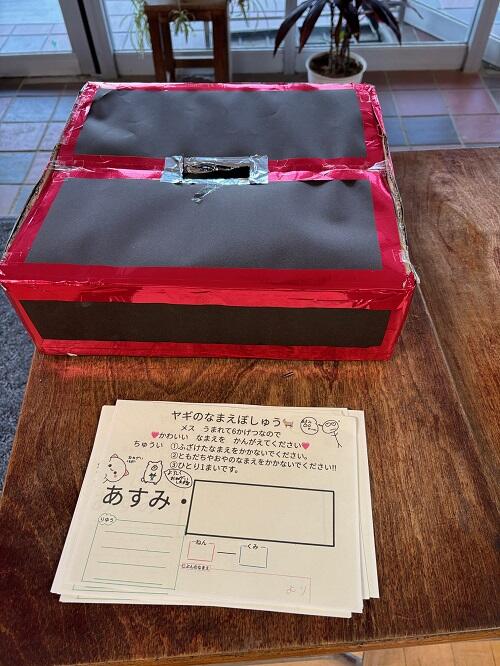 ヤギのなまえぼしゅう
メス うまれて6かげつなので
かわいい なまえを かんがえてください
ちゅうい ①ふざけたなまえをかかないでください。
②ともだちやおやのなまえをかかないでください!!
③ひとり1まいです。
あすみ・
りゆう
ねん
くみ
じぶんのなまえ
より